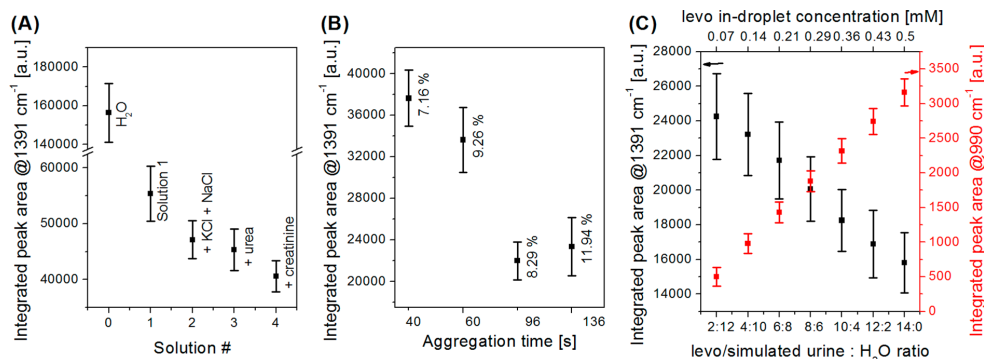 (A)
Integrated peak area @1391 cm⁻¹ [a.u.]
180000
160000
140000
60000
50000
40000
H₂O
Solution 1
+ KCl + NaCl
+ urea
+ creatinine
0 1 2 3 4
Solution #
(B)
Integrated peak area @1391 cm⁻¹ [a.u.]
40000
36000
32000
28000
24000
20000
7.16 %
9.26 %
8.29 %
11.94 %
40 60 96 136
Aggregation time [s]
(C)
levo in-droplet concentration [mM]
0.07 0.14 0.21 0.29 0.36 0.43 0.5
Integrated peak area @1391 cm⁻¹ [a.u.]
28000
26000
24000
22000
20000
18000
16000
14000
3500
3000
2500
2000
1500
1000
500
0
Integrated peak area @990 cm⁻¹ [a.u.]
2:12 4:10 6:8 8:6 10:4 12:2 14:0
levo/simulated urine : H₂O ratio